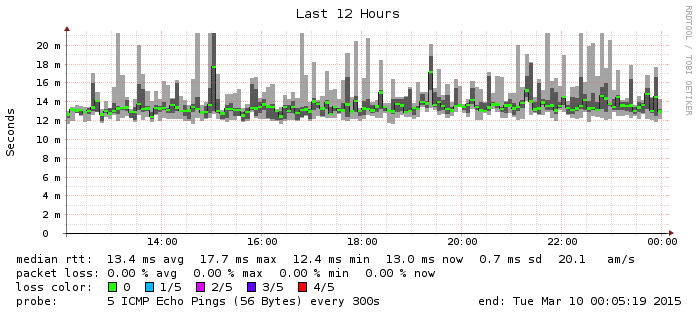 Last 12 Hours
RRDTOOL / TOBI OETIKER
Seconds
20 m
18 m
16 m
14 m
12 m
10 m
8 m
6 m
4 m
2 m
0
14:00 16:00 18:00 20:00 22:00 00:00
median rtt: 13.4 ms avg 17.7 ms max 12.4 ms min 13.0 ms now 0.7 ms sd 20.1 am/s
packet loss: 0.00 % avg 0.00 % max 0.00 % min 0.00 % now
loss color: 0 1/5 2/5 3/5 4/5
probe: 5 ICMP Echo Pings (56 Bytes) every 300s end: Tue Mar 10 00:05:19 2015